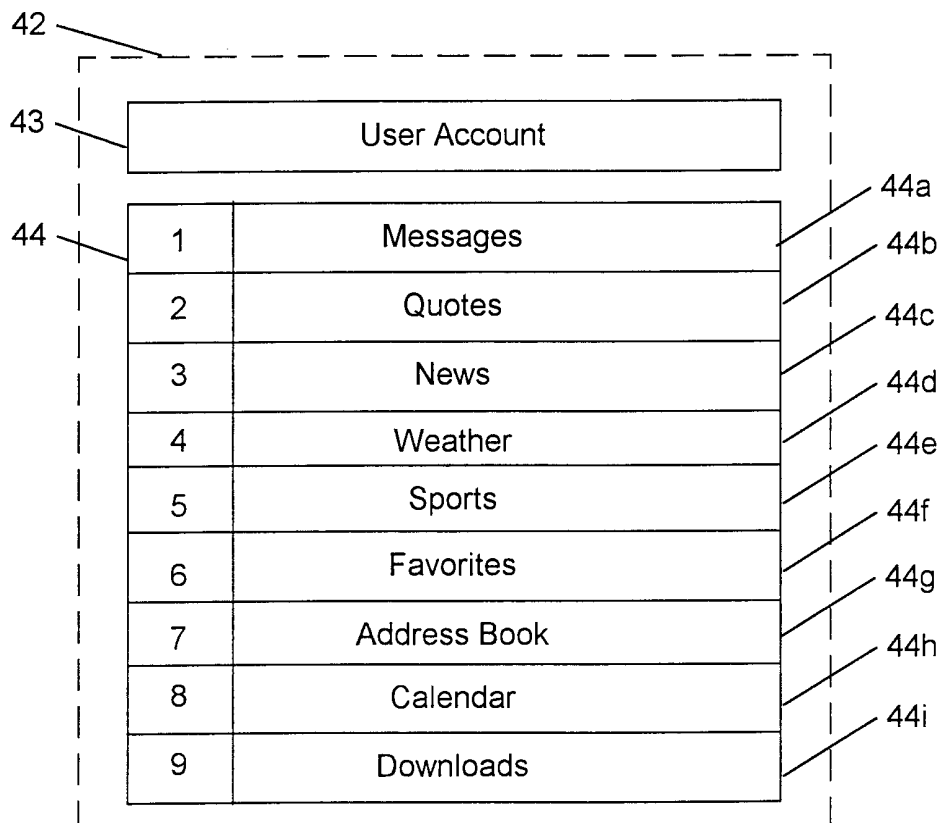 42
43
User Account
44a
44
1 Messages
44b
2 Quotes
44c
3 News
44d
4 Weather
44e
5 Sports
44f
6 Favorites
44g
7 Address Book
44h
8 Calendar
44i
9 Downloads